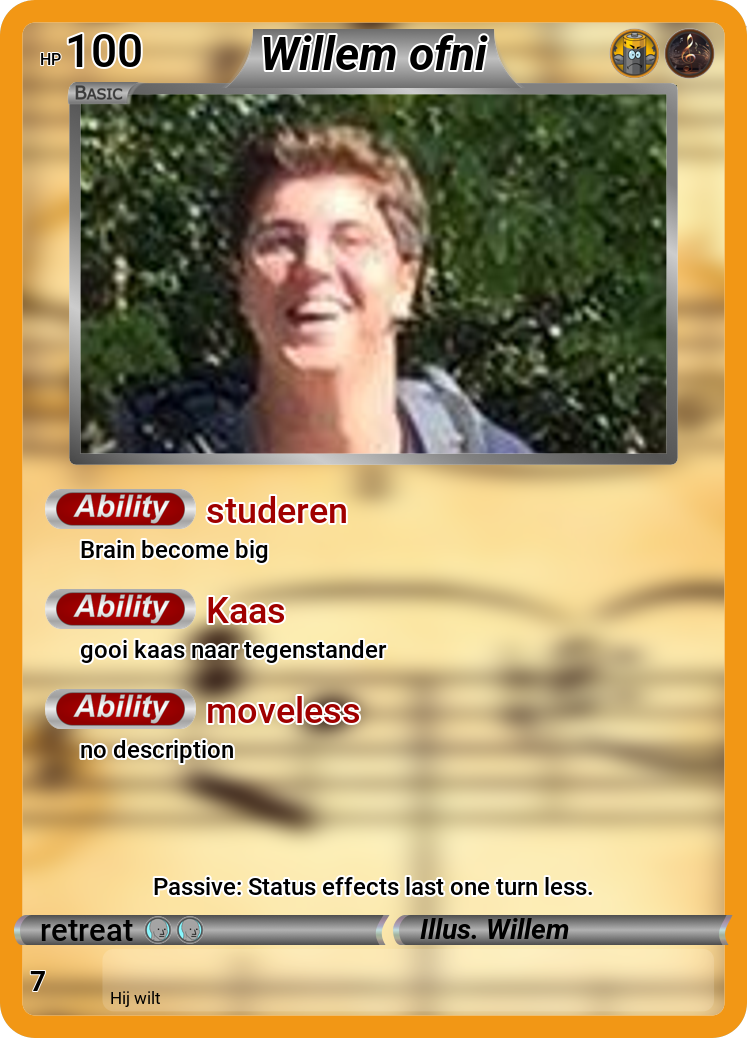 HP 100 Willem ofni
BASIC
Ability studeren
Brain become big
Ability Kaas
gooi kaas naar tegenstander
Ability moveless
no description
Passive: Status effects last one turn less.
retreat Illus. Willem
7
Hij wilt